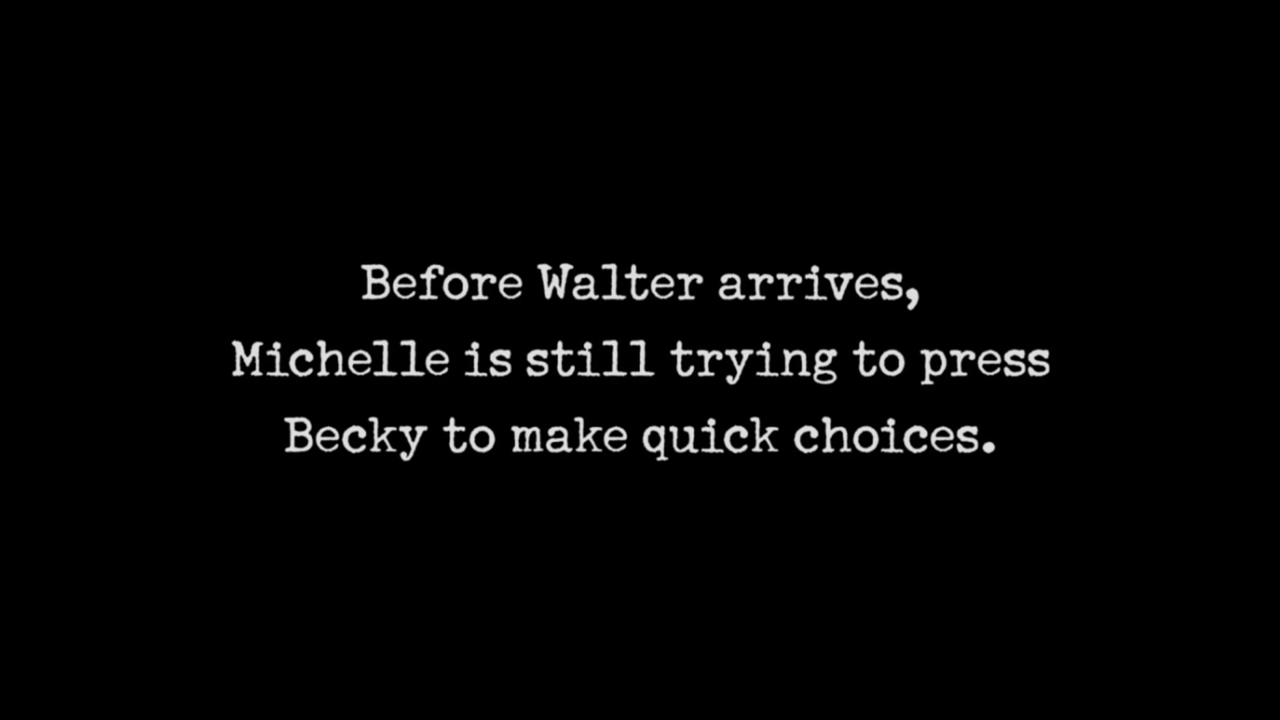 Before Walter arrives,
Michelle is still trying to press
Becky to make quick choices.